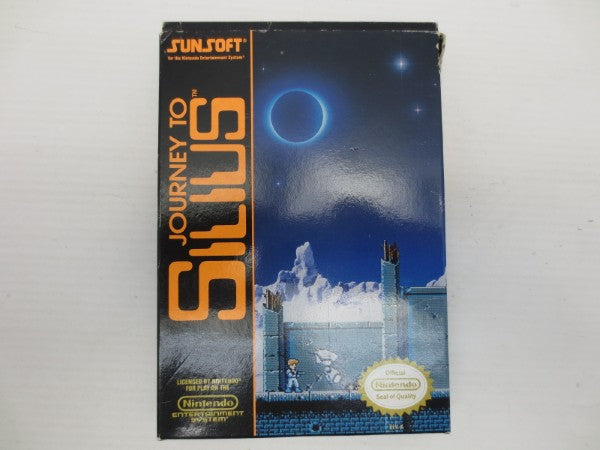 SUNSOFT®
for the Nintendo Entertainment System®
JOURNEY TO
SILIUS™
LICENSED BY NINTENDO®
FOR PLAY ON THE
Nintendo
ENTERTAINMENT
SYSTEM®
Official
Nintendo
Seal of Quality